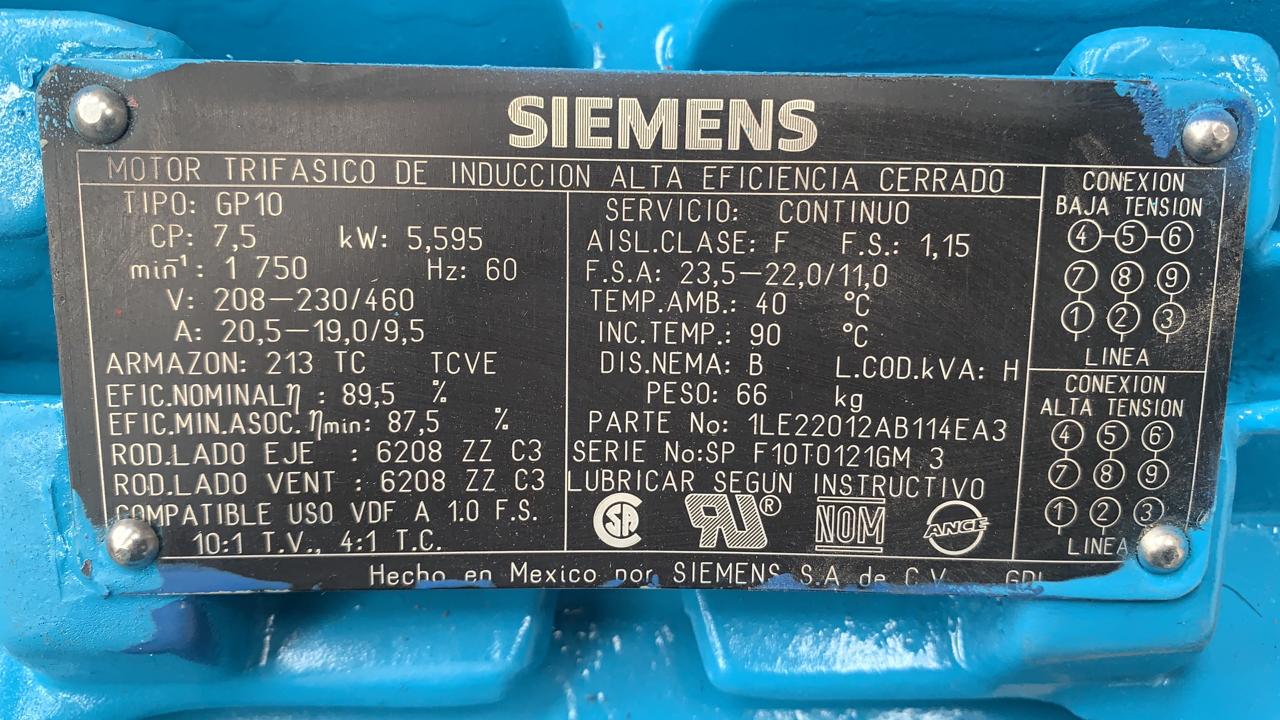 SIEMENS
MOTOR TRIFASICO DE INDUCCION ALTA EFICIENCIA CERRADO
TIPO: GP10
CP: 7,5 kW: 5,595
min⁻¹: 1 750 Hz: 60
V: 208–230/460
A: 20,5–19,0/9,5
ARMAZON: 213 TC TCVE
EFIC.NOMINALη : 89,5 %
EFIC.MIN.ASOC. ηmin: 87,5 %
ROD.LADO EJE : 6208 ZZ C3
ROD.LADO VENT : 6208 ZZ C3
COMPATIBLE USO VDF A 1.0 F.S.
10:1 T.V., 4:1 T.C.
SERVICIO: CONTINUO
AISL.CLASE: F F.S.: 1,15
F.S.A: 23,5–22,0/11,0
TEMP.AMB.: 40 °C
INC.TEMP.: 90 °C
DIS.NEMA: B L.COD.kVA: H
PESO: 66 kg
PARTE No: 1LE22012AB114EA3
SERIE No:SP F10T0121GM 3
LUBRICAR SEGUN INSTRUCTIVO
SA RU® NOM ANCE
CONEXION
BAJA TENSION
4–5–6
7 8 9
1 2 3
LINEA
CONEXION
ALTA TENSION
4 5 6
7 8 9
1 2 3
LINEA
Hecho en Mexico por SIEMENS S.A de C.V.